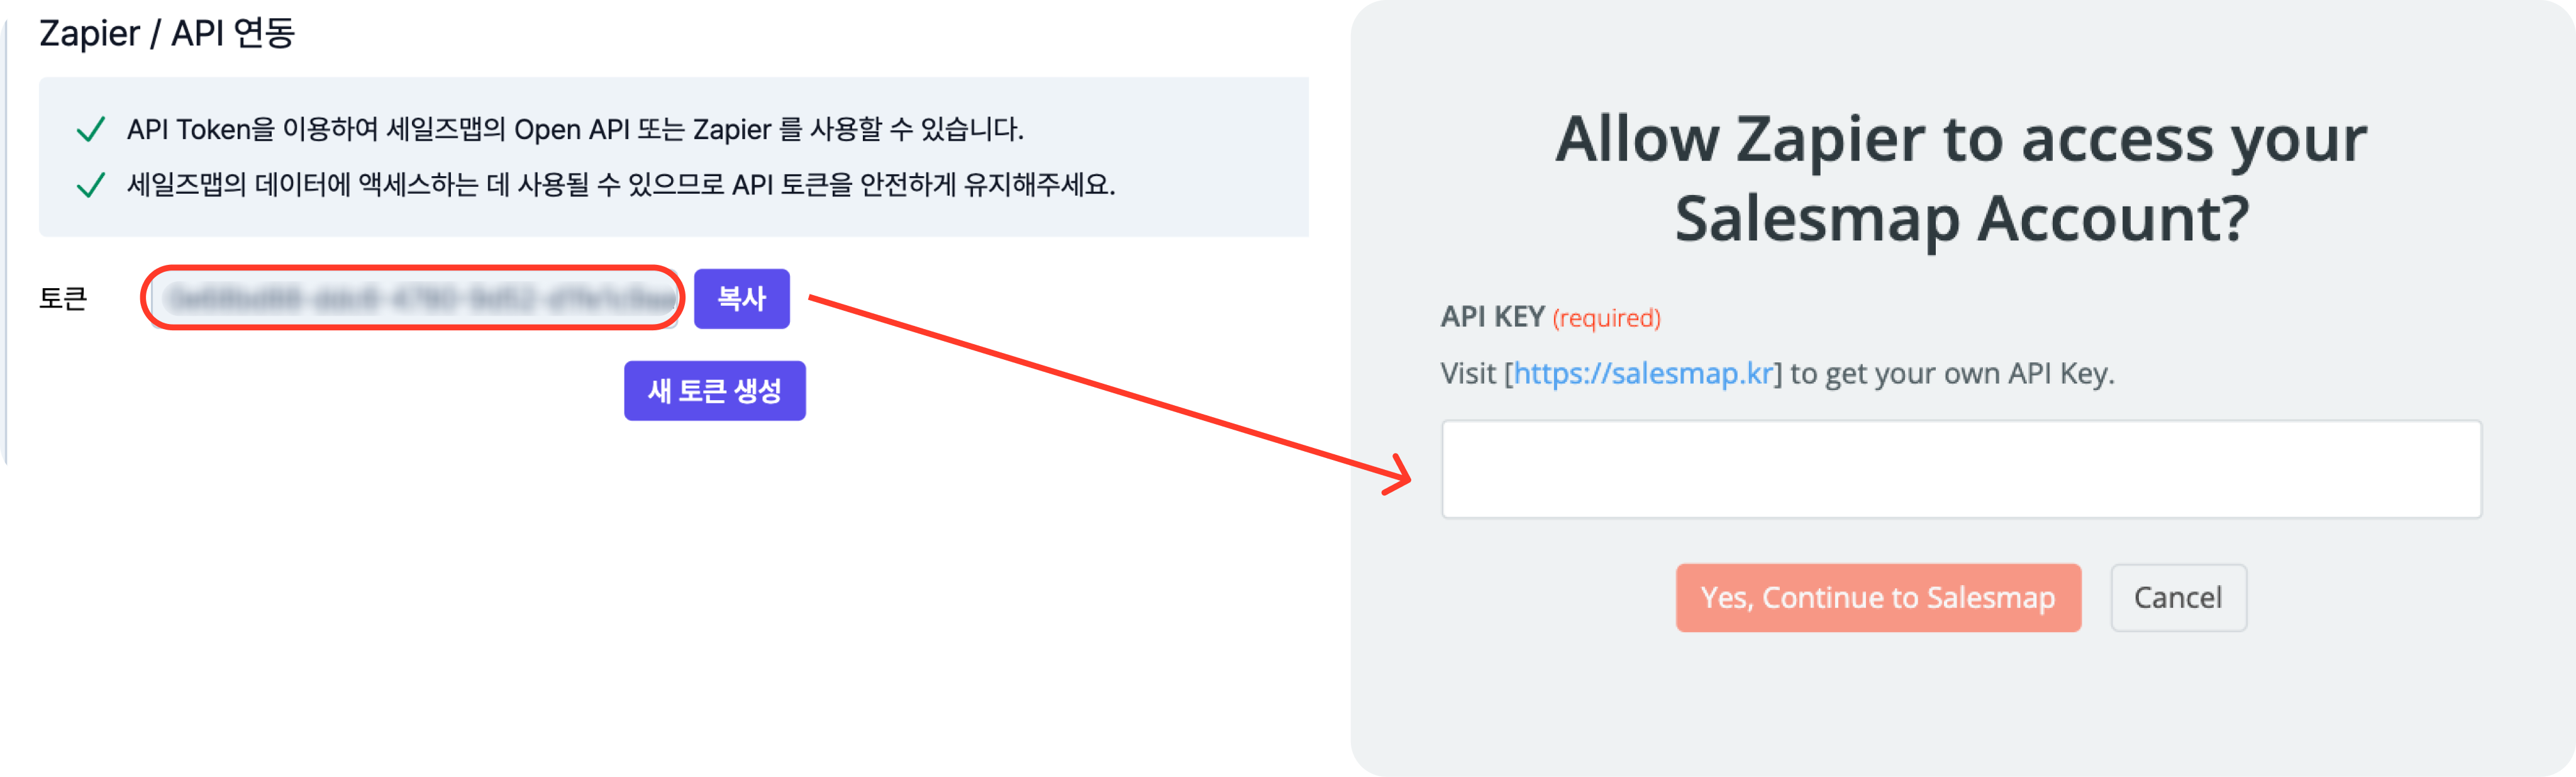 Zapier / API 연동
API Token을 이용하여 세일즈맵의 Open API 또는 Zapier 를 사용할 수 있습니다.
세일즈맵의 데이터에 액세스하는 데 사용될 수 있으므로 API 토큰을 안전하게 유지해주세요.
토큰
복사
새 토큰 생성
Allow Zapier to access your
Salesmap Account?
API KEY (required)
Visit [https://salesmap.kr] to get your own API Key.
Yes, Continue to Salesmap
Cancel